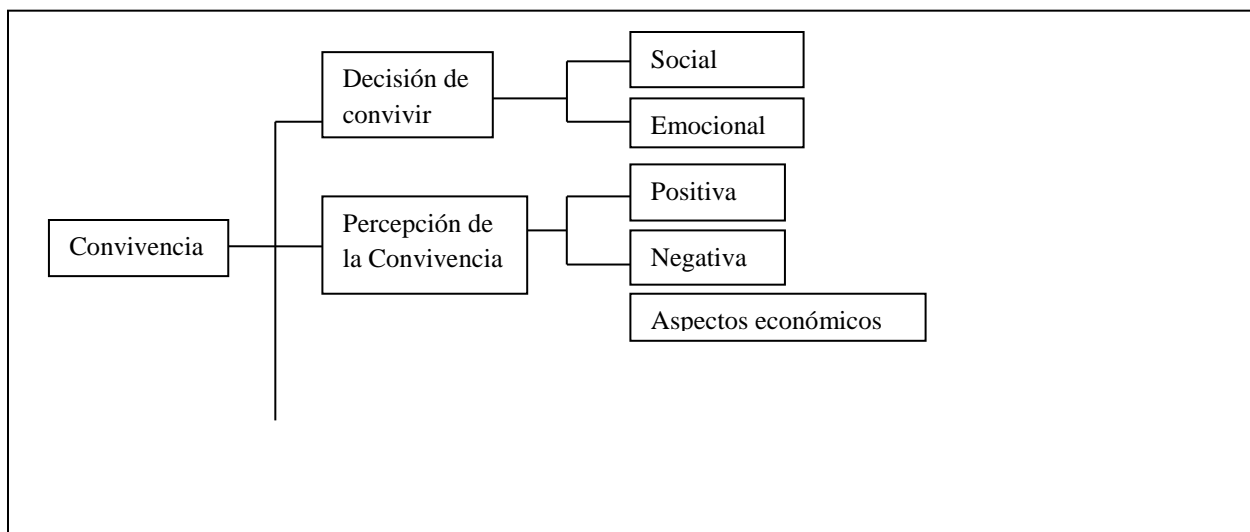 Social
Decisión de
convivir
Emocional
Positiva
Percepción de
la Convivencia
Convivencia
Negativa
Aspectos económicos